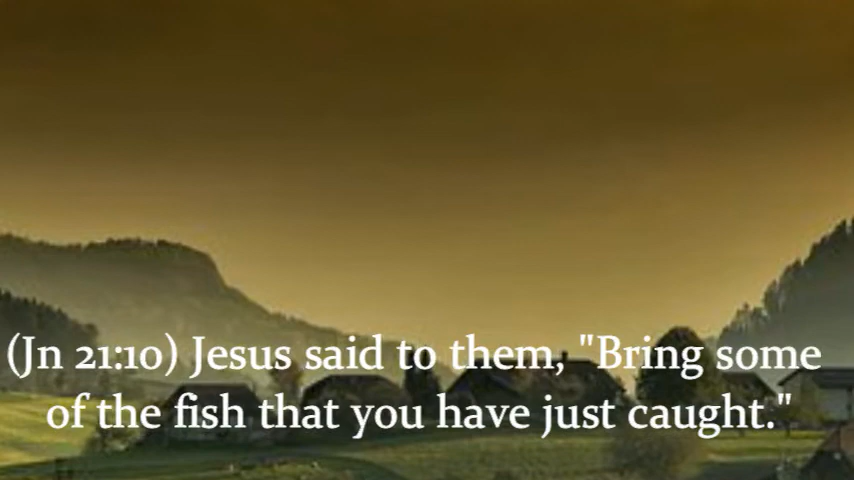 (Jn 21:10) Jesus said to them, "Bring some
of the fish that you have just caught."